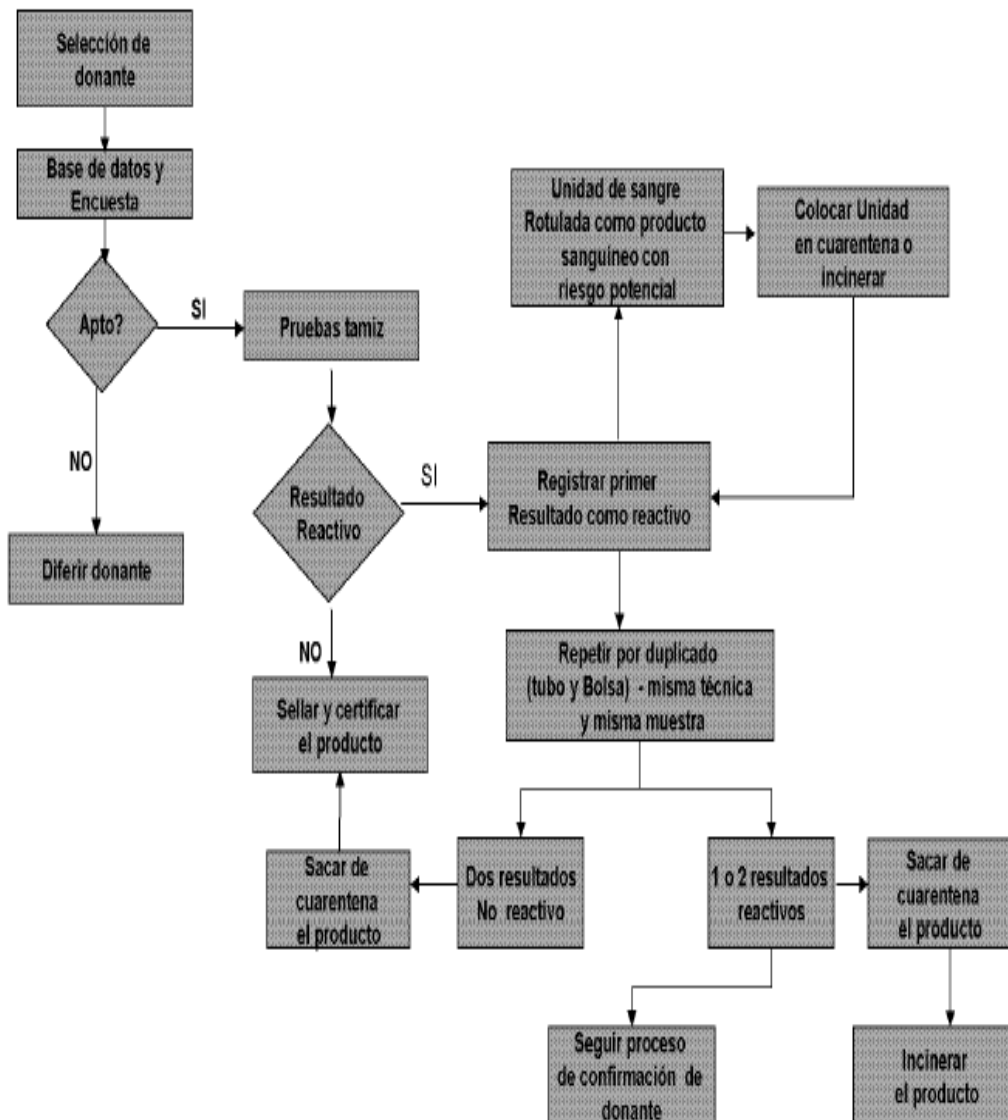 Selección de
donante
Base de datos y
Encuesta
Apto?
SI
Pruebas tamiz
NO
Diferir donante
Unidad de sangre
Rotulada como producto
sanguíneo con
riesgo potencial
Colocar Unidad
en cuarentena o
incinerar
Resultado
Reactivo
SI
Registrar primer
Resultado como reactivo
NO
Sellar y certificar
el producto
Repetir por duplicado
(tubo y Bolsa) - misma técnica
y misma muestra
Sacar de
cuarentena
el producto
Dos resultados
No reactivo
1 o 2 resultados
reactivos
Sacar de
cuarentena
el producto
Seguir proceso
de confirmación de
donante
Incinerar
el producto